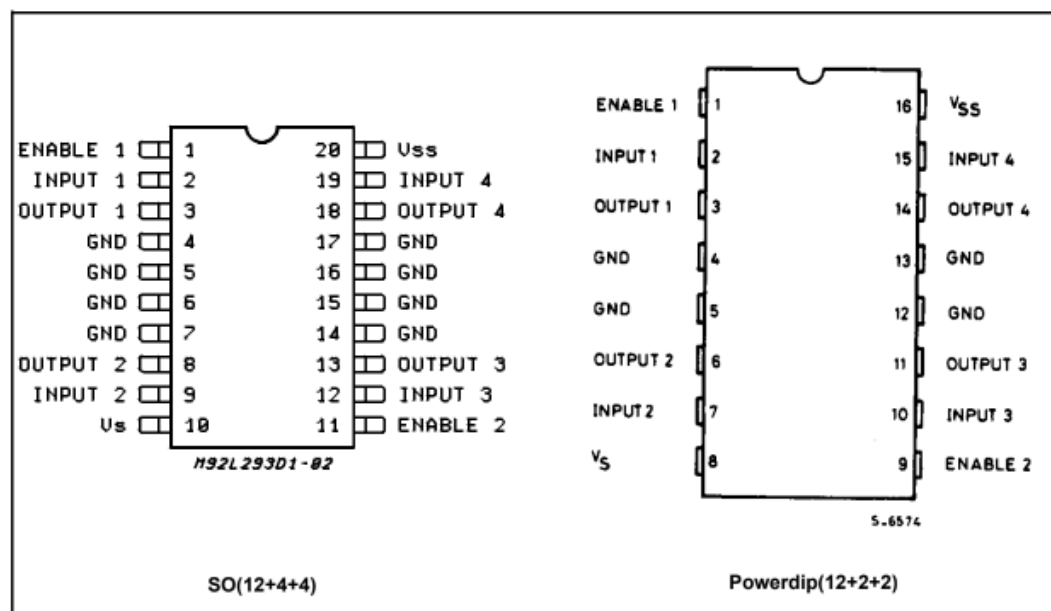 ENABLE 1 1 20 Vss
INPUT 1 2 19 INPUT 4
OUTPUT 1 3 18 OUTPUT 4
GND 4 17 GND
GND 5 16 GND
GND 6 15 GND
GND 7 14 GND
OUTPUT 2 8 13 OUTPUT 3
INPUT 2 9 12 INPUT 3
Vs 10 11 ENABLE 2
M92L293D1-02
SO(12+4+4)
ENABLE 1 1 16 VSS
INPUT 1 2 15 INPUT 4
OUTPUT 1 3 14 OUTPUT 4
GND 4 13 GND
GND 5 12 GND
OUTPUT 2 6 11 OUTPUT 3
INPUT 2 7 10 INPUT 3
VS 8 9 ENABLE 2
S-6574
Powerdip(12+2+2)